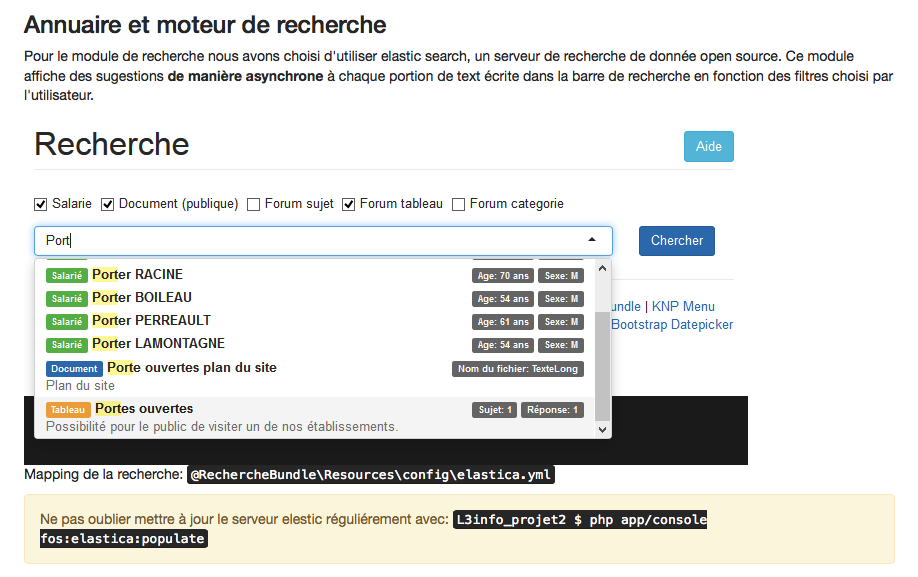 Annuaire et moteur de recherche
Pour le module de recherche nous avons choisi d'utiliser elastic search, un serveur de recherche de donnée open source. Ce module
affiche des sugestions de manière asynchrone à chaque portion de text écrite dans la barre de recherche en fonction des filtres choisi par
l'utilisateur.
Recherche
Aide
Salarie Document (publique) Forum sujet Forum tableau Forum categorie
Port
Chercher
Salarié Porter RACINE Age: 70 ans Sexe: M
Salarié Porter BOILEAU Age: 54 ans Sexe: M
Salarié Porter PERREAULT Age: 61 ans Sexe: M
Salarié Porter LAMONTAGNE Age: 54 ans Sexe: M
Document Porte ouvertes plan du site Nom du fichier: TexteLong
Plan du site
Tableau Portes ouvertes Sujet: 1 Réponse: 1
Possibilité pour le public de visiter un de nos établissements.
undle | KNP Menu
Bootstrap Datepicker
Mapping de la recherche: @RechercheBundle\Resources\config\elastica.yml
Ne pas oublier mettre à jour le serveur elestic réguliérement avec: L3info_projet2 $ php app/console
fos:elastica:populate